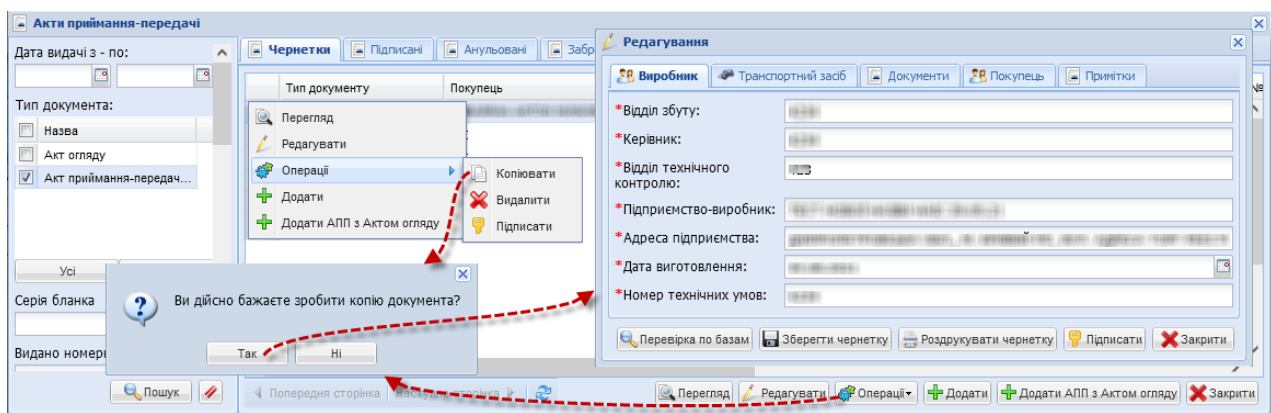 Акти приймання-передачі
Дата видачі з - по:
Тип документа:
Назва
Акт огляду
Акт приймання-передач...
Усі
Серія бланка
Видано
Пошук
Чернетки
Підписані
Анульовані
Тип документу
Покупець
№
Перегляд
Редагувати
Операції
Додати
Додати АПП з Актом огляду
Копіювати
Видалити
Підписати
Ви дійсно бажаєте зробити копію документа?
Так
Ні
Редагування
Виробник
Транспортний засіб
Документи
Покупець
Примітки
*Відділ збуту:
*Керівник:
*Відділ технічного
контролю:
*Підприємство-виробник:
*Адреса підприємства:
*Дата виготовлення:
*Номер технічних умов:
Перевірка по базам
Зберегти чернетку
Роздрукувати чернетку
Підписати
Закрити
Попередня сторінка
Наступна сторінка
Перегляд
Редагувати
Операції
Додати
Додати АПП з Актом огляду
Закрити